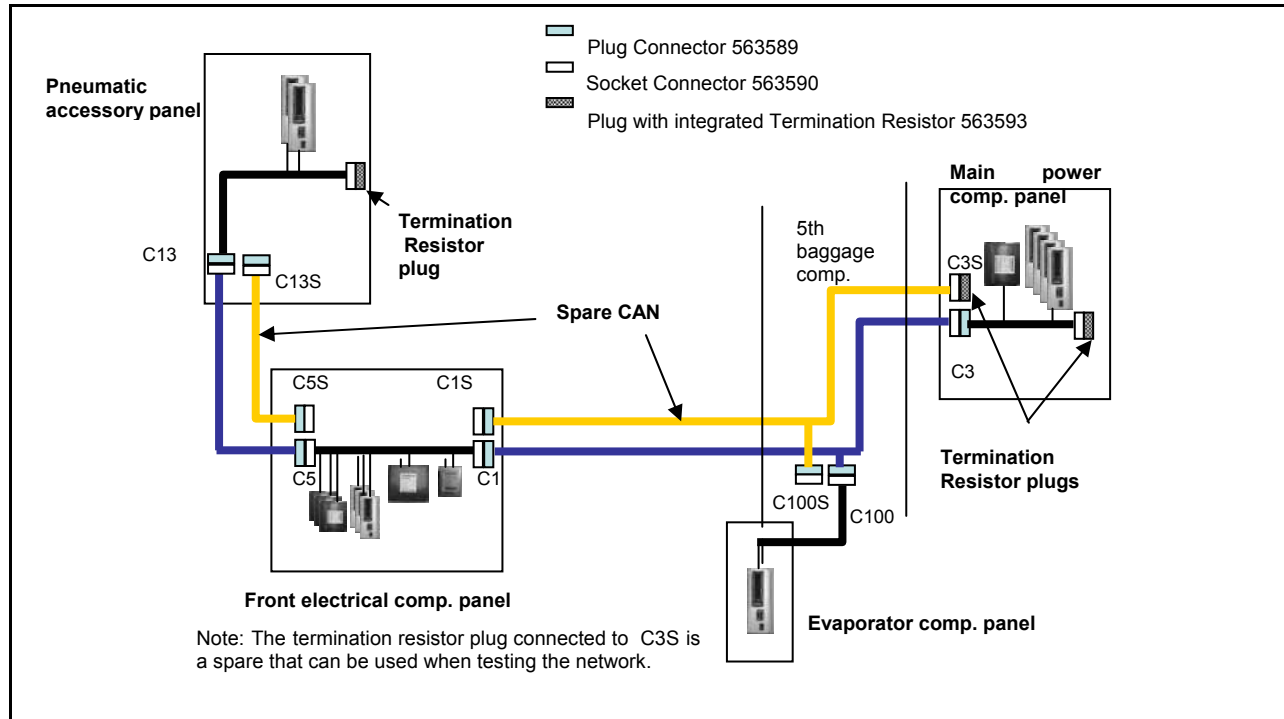 Plug Connector 563589
Socket Connector 563590
Plug with integrated Termination Resistor 563593
Pneumatic
accessory panel
Termination
Resistor
plug
C13
C13S
Spare CAN
5th
baggage
comp.
Main power
comp. panel
C3S
C3
C5S
C1S
C5
C1
C100S
C100
Termination
Resistor plugs
Front electrical comp. panel
Evaporator comp. panel
Note: The termination resistor plug connected to C3S is
a spare that can be used when testing the network.